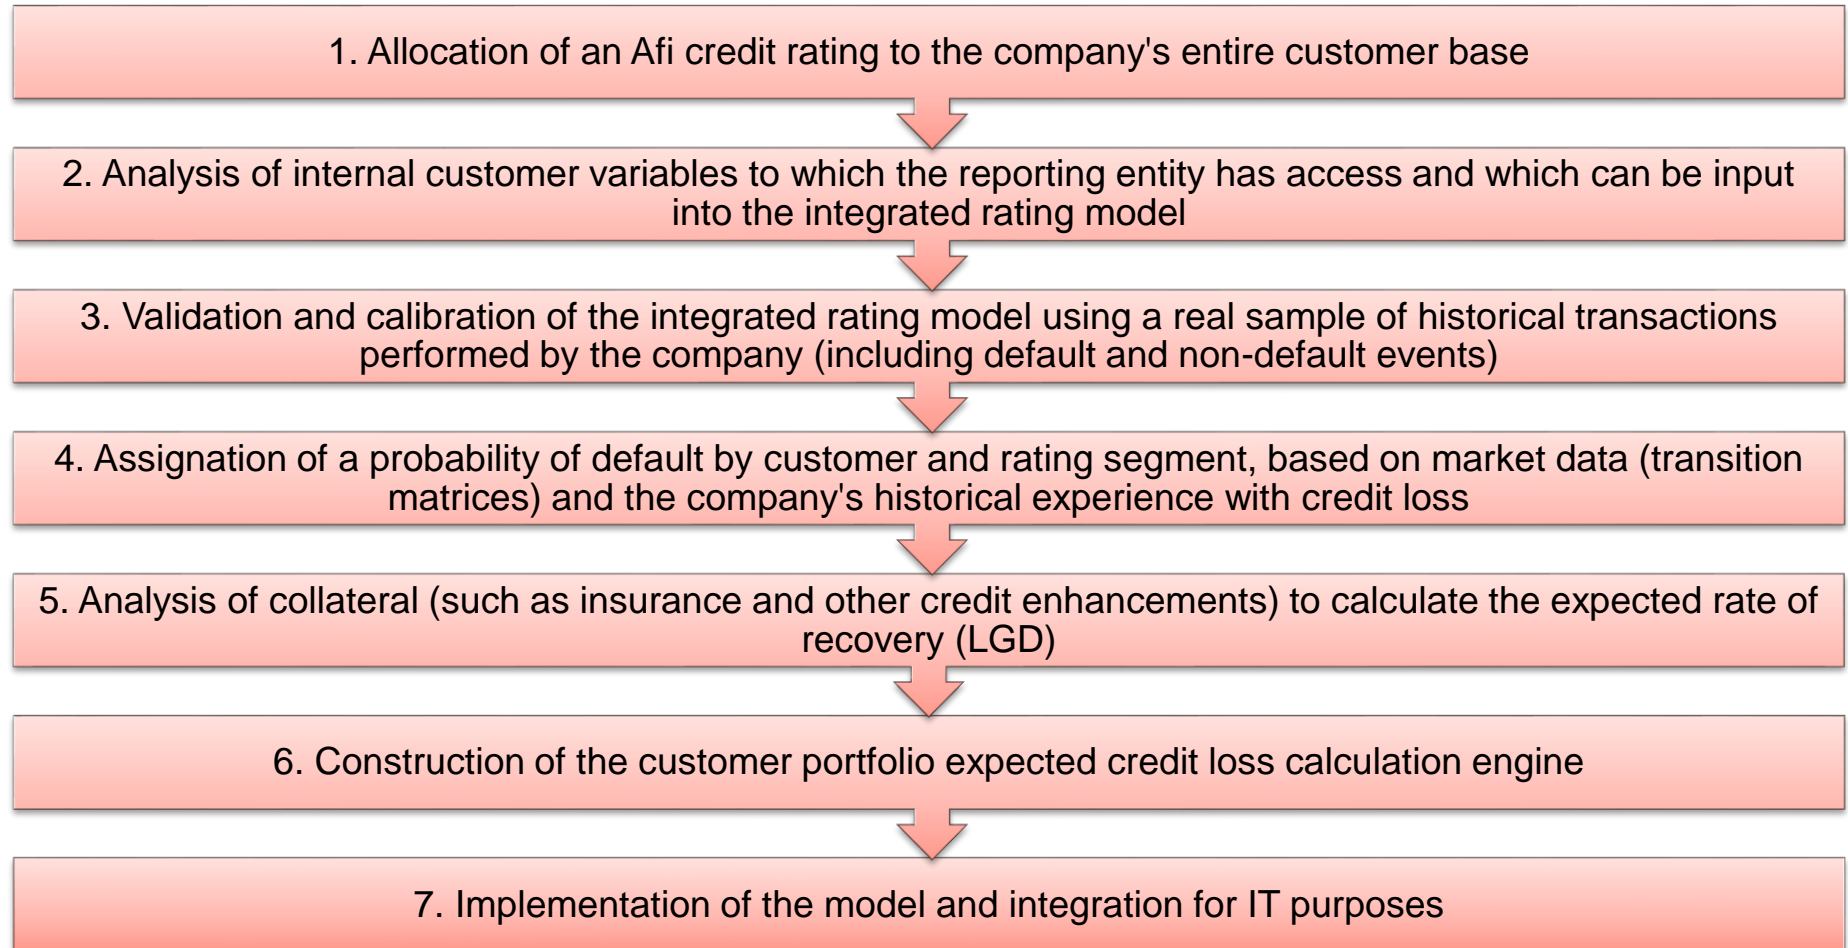 1. Allocation of an Afi credit rating to the company's entire customer base
2. Analysis of internal customer variables to which the reporting entity has access and which can be input
into the integrated rating model
3. Validation and calibration of the integrated rating model using a real sample of historical transactions
performed by the company (including default and non-default events)
4. Assignation of a probability of default by customer and rating segment, based on market data (transition
matrices) and the company's historical experience with credit loss
5. Analysis of collateral (such as insurance and other credit enhancements) to calculate the expected rate of
recovery (LGD)
6. Construction of the customer portfolio expected credit loss calculation engine
7. Implementation of the model and integration for IT purposes